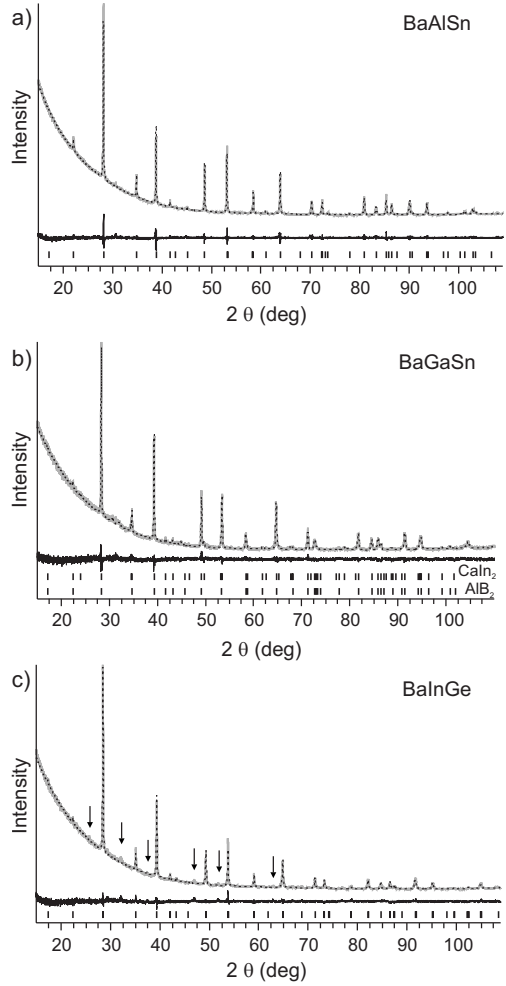 a)
BaAlSn
Intensity
20 30 40 50 60 70 80 90 100
2 θ (deg)
b)
BaGaSn
Intensity
CaIn₂
AlB₂
20 30 40 50 60 70 80 90 100
2 θ (deg)
c)
BaInGe
Intensity
20 30 40 50 60 70 80 90 100
2 θ (deg)